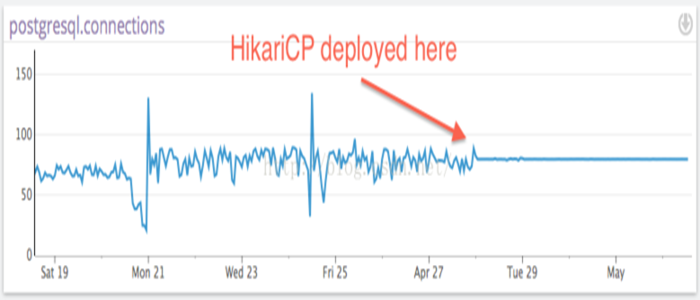 postgresql.connections
HikariCP deployed here
150
100
50
0
Sat 19 Mon 21 Wed 23 Fri 25 Apr 27 Tue 29 May